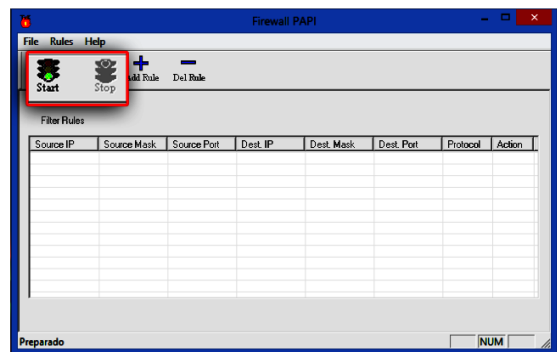 Firewall PAPI
File Rules Help
Start Stop Add Rule Del Rule
Filter Rules
Source IP Source Mask Source Port Dest. IP Dest. Mask Dest. Port Protocol Action
Preparado NUM